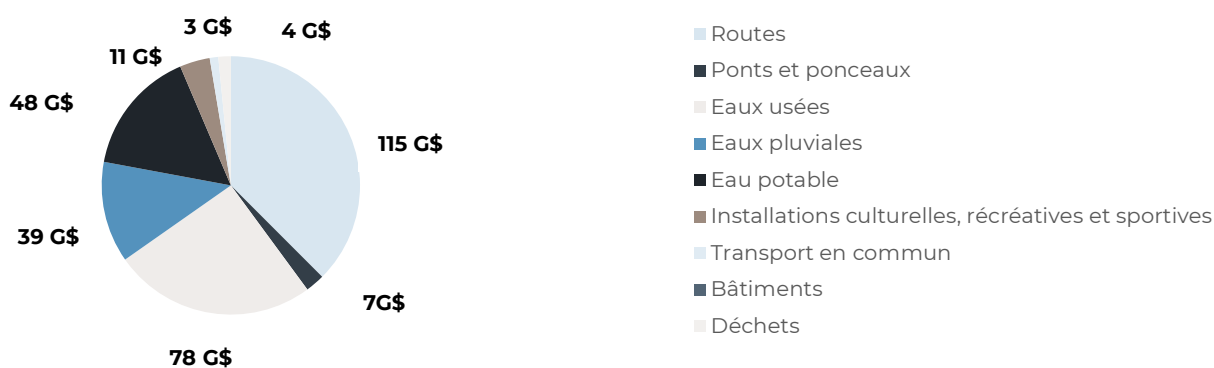 3 G$
4 G$
11 G$
48 G$
115 G$
39 G$
7G$
78 G$
Routes
Ponts et ponceaux
Eaux usées
Eaux pluviales
Eau potable
Installations culturelles, récréatives et sportives
Transport en commun
Bâtiments
Déchets